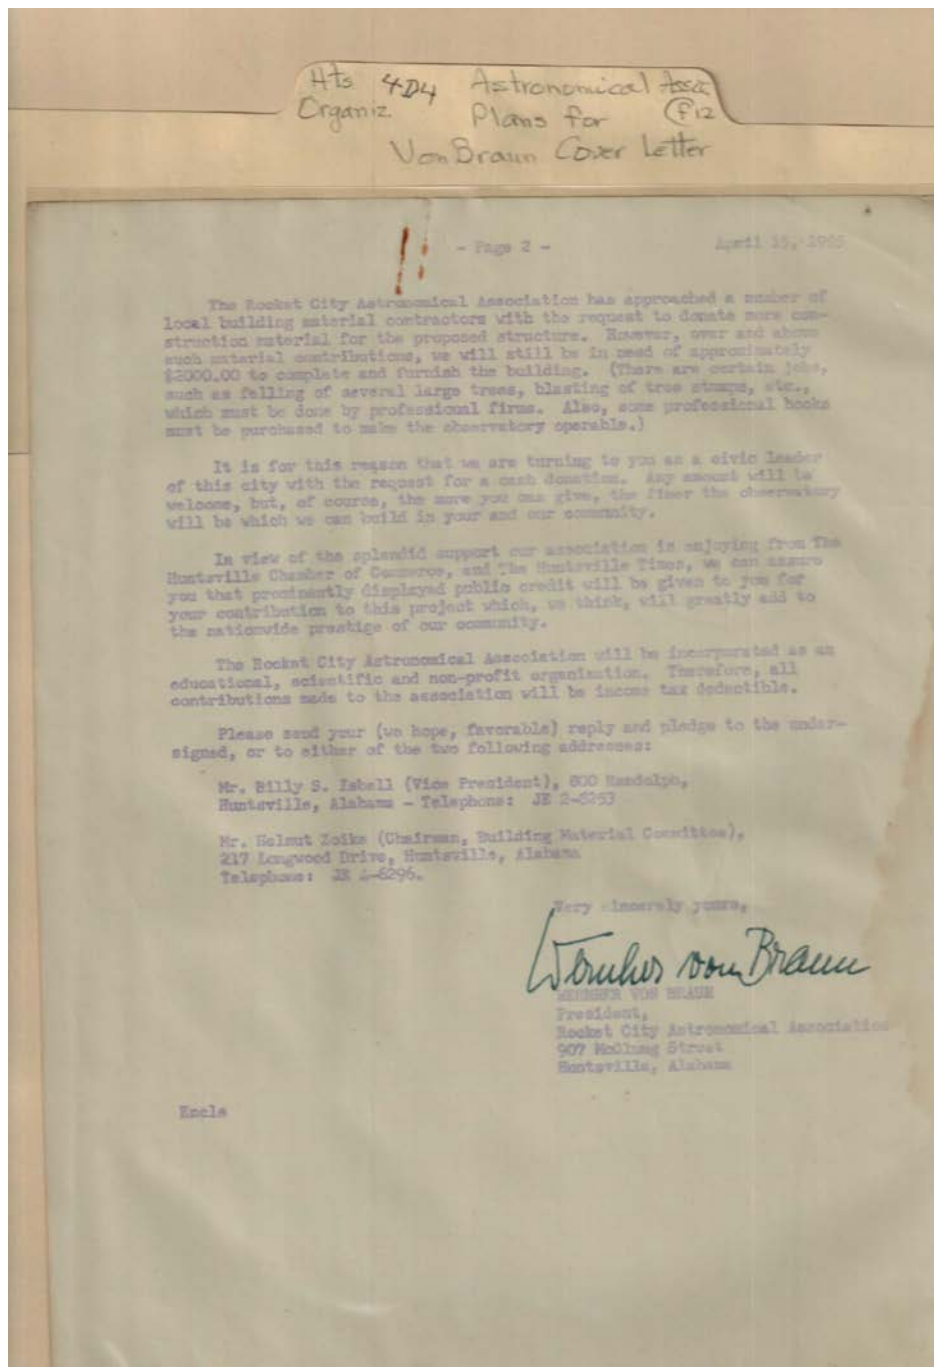 Hts 4D4 Astronomical Assoc
Organiz Plans for F12
Von Braun Cover Letter
- Page 2 - April 15,
The Rocket City Astronomical Association has approached a number of
local building material contractors with the request to donate more con-
struction material for the proposed structure. However, over and above
such material contributions, we will still be in need of approximately
$2000.00 to complete and furnish the building. (There are certain jobs,
such as felling of several large trees, blasting of tree stumps, etc.,
which must be done by professional firms. Also, some professional books
must be purchased to make the observatory operable.)
It is for this reason that we are turning to you as a civic leader
of this city with the request for a cash donation. Any amount will be
welcome, but, of course, the more you can give, the finer the observatory
will be which we can build in your and our community.
In view of the splendid support our association is enjoying from The
Huntsville Chamber of Commerce, and The Huntsville Times, we can assure
you that prominently displayed public credit will be given to you for
your contribution to this project which, we think, will greatly add to
the nationwide prestige of our community.
The Rocket City Astronomical Association will be incorporated as an
educational, scientific and non-profit organization. Therefore, all
contributions made to the association will be income tax deductible.
Please send your (we hope, favorable) reply and pledge to the under-
signed, or to either of the two following addresses:
Mr. Billy S. Isbell (Vice President), 600 Randolph,
Huntsville, Alabama - Telephone: JE
Mr. Helmut Zoike (Chairman, Building Material Committee),
217 Longwood Drive, Huntsville, Alabama
Telephone: JE
Very sincerely yours,
Wernher von Braun
WERNHER VON BRAUN
President,
Rocket City Astronomical Association
907 McClung Street
Huntsville, Alabama
Encls